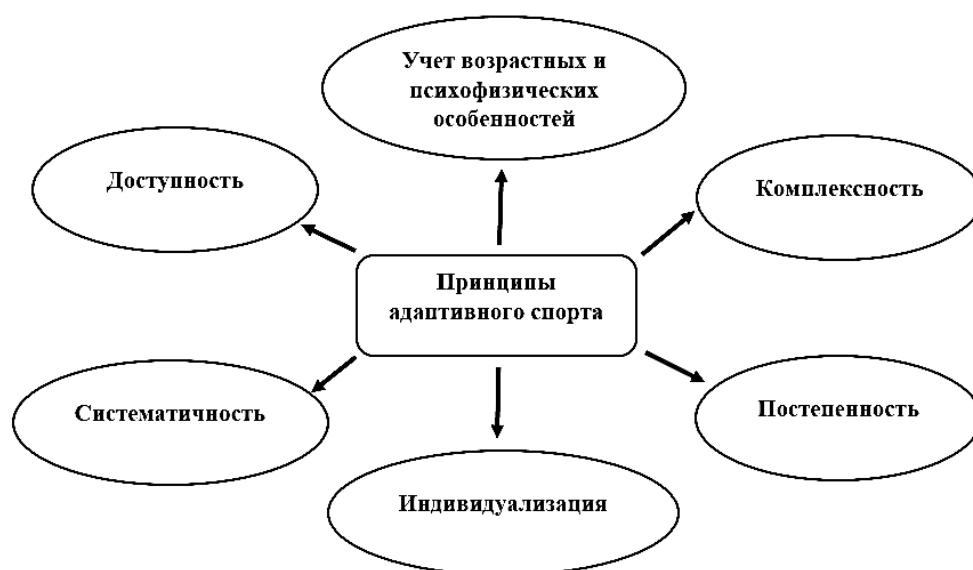 Учет возрастных и
психофизических
особенностей
Доступность
Комплексность
Принципы
адаптивного спорта
Систематичность
Постепенность
Индивидуализация